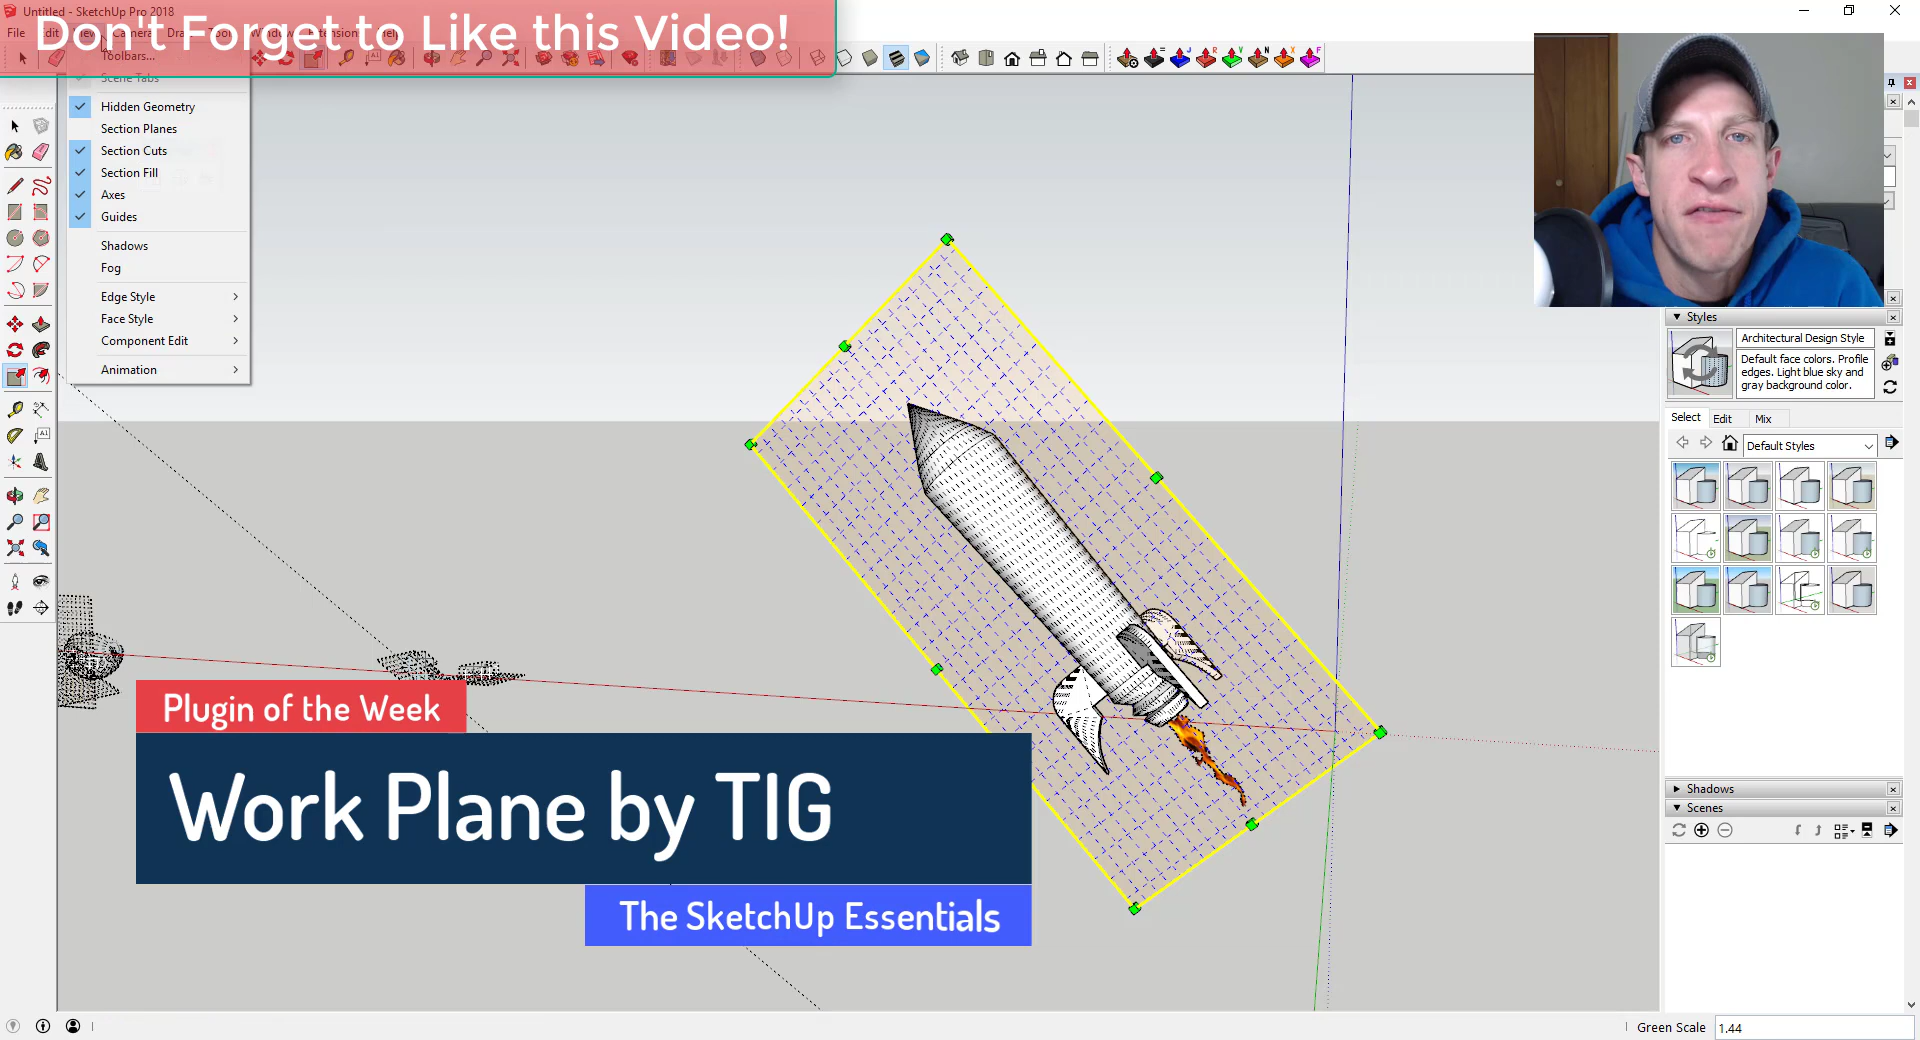 Untitled - SketchUp Pro 2018
Don't Forget to Like this Video!
File
Toolbars...
Scene Tabs
Hidden Geometry
Section Planes
Section Cuts
Section Fill
Axes
Guides
Shadows
Fog
Edge Style
Face Style
Component Edit
Animation
Styles
Architectural Design Style
Default face colors. Profile
edges. Light blue sky and
gray background color.
Select Edit Mix
Default Styles
Plugin of the Week
Work Plane by TIG
The SketchUp Essentials
Shadows
Scenes
Green Scale 1.44